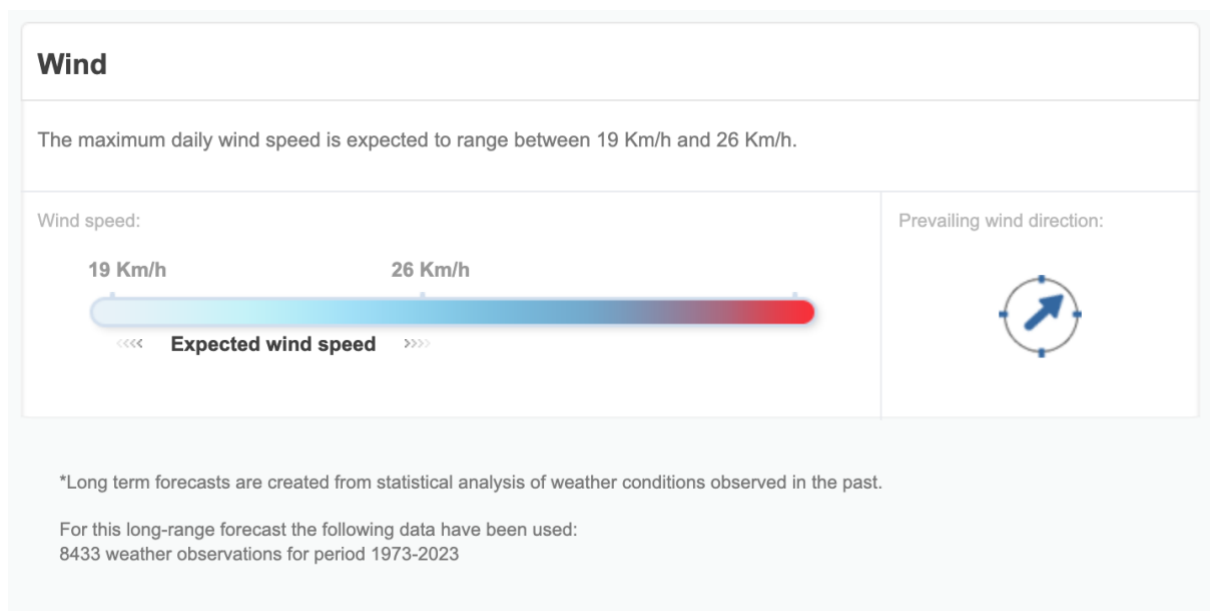 Wind
The maximum daily wind speed is expected to range between 19 Km/h and 26 Km/h.
Wind speed:
19 Km/h 26 Km/h
Expected wind speed
Prevailing wind direction:
*Long term forecasts are created from statistical analysis of weather conditions observed in the past.
For this long-range forecast the following data have been used:
8433 weather observations for period 1973-2023